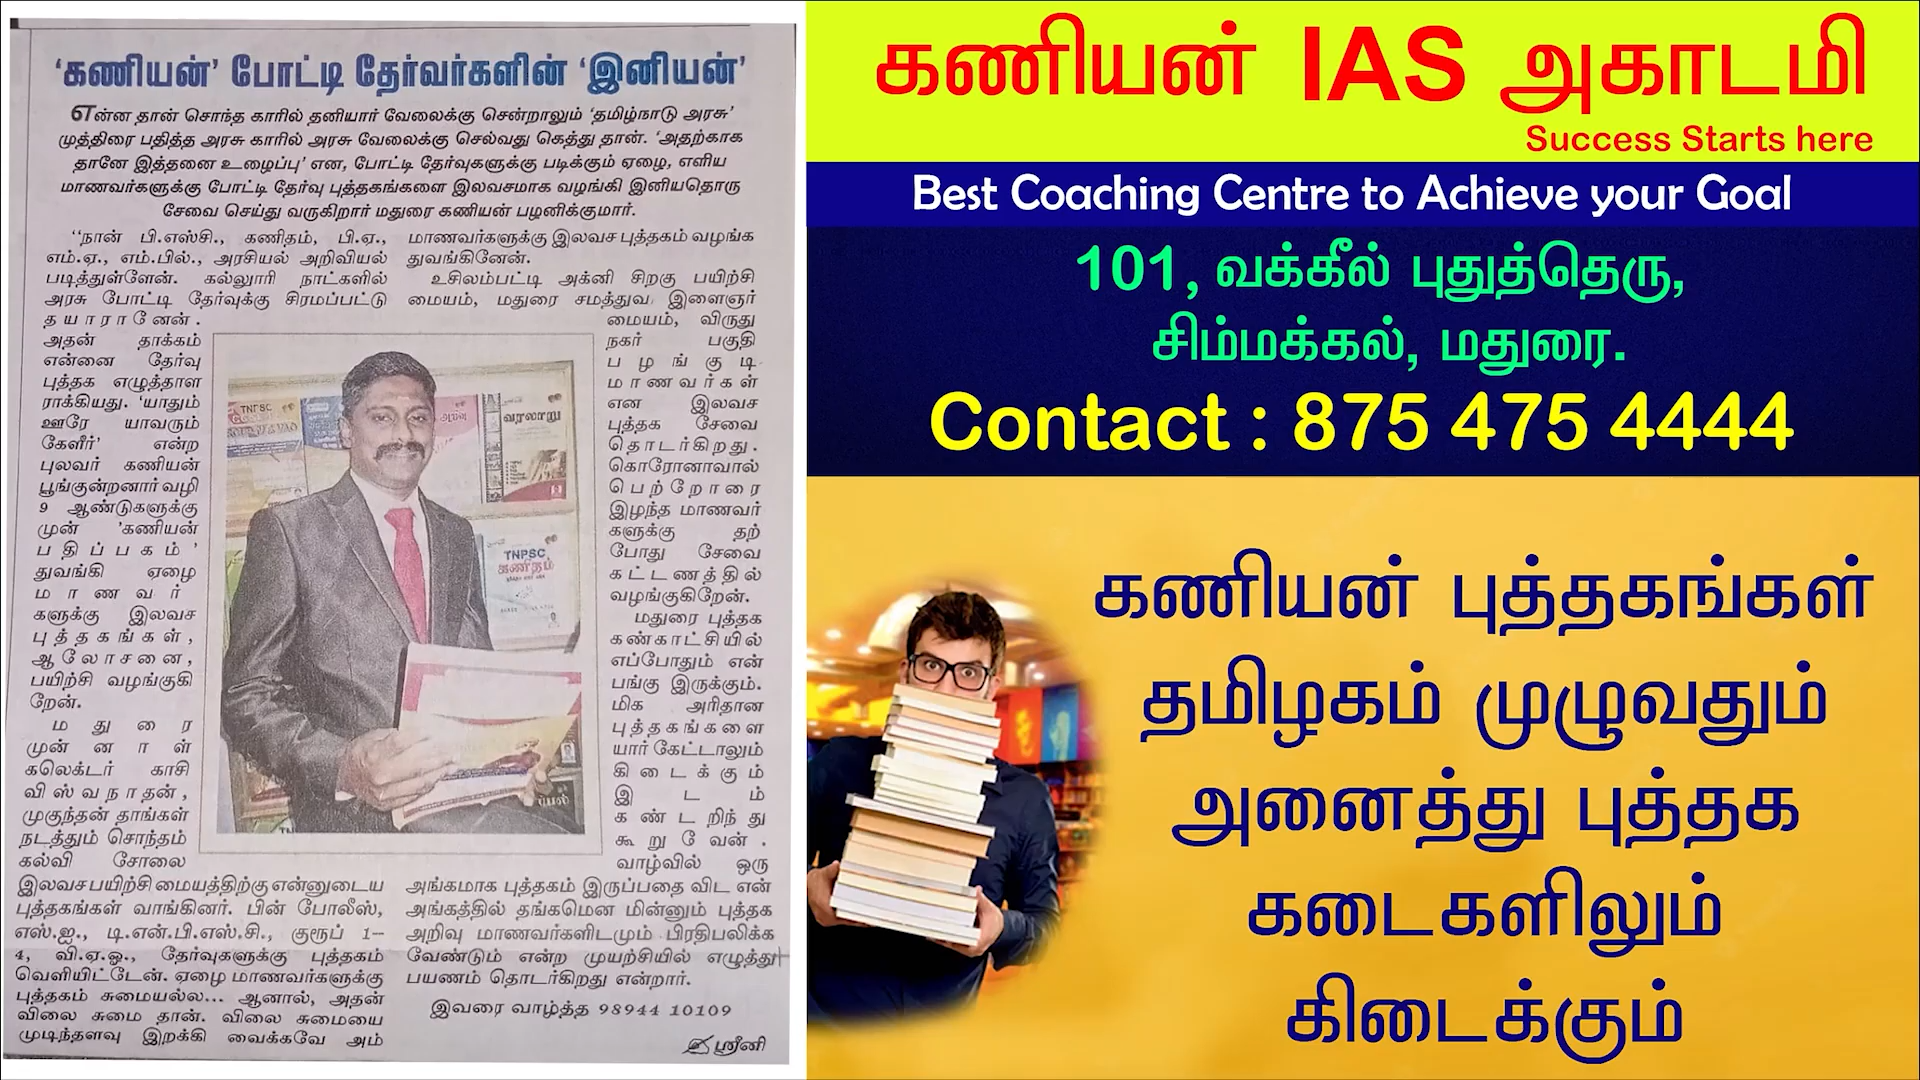 ‘கணியன்’ போட்டி தேர்வர்களின் ‘இனியன்’
என்ன தான் சொந்த காரில் தனியார் வேலைக்கு சென்றாலும் ‘தமிழ்நாடு அரசு’
முத்திரை பதித்த அரசு காரில் அரசு வேலைக்கு செல்வது கெத்து தான். ‘அதற்காக
தானே இத்தனை உழைப்பு’ என, போட்டி தேர்வுகளுக்கு படிக்கும் ஏழை, எளிய
மாணவர்களுக்கு போட்டி தேர்வு புத்தகங்களை இலவசமாக வழங்கி இனியதொரு
சேவை செய்து வருகிறார் மதுரை கணியன் பழனிக்குமார்.
‘‘நான் பி.எஸ்சி., கணிதம், பி.ஏ.,
எம்.ஏ., எம்.பில்., அரசியல் அறிவியல்
படித்துள்ளேன். கல்லூரி நாட்களில்
அரசு போட்டி தேர்வுக்கு சிரமப்பட்டு
தயாரானேன்.
அதன் தாக்கம்
என்னை தேர்வு
புத்தக எழுத்தாள
ராக்கியது. ‘யாதும்
ஊரே யாவரும்
கேளீர்’ என்ற
புலவர் கணியன்
பூங்குன்றனார் வழி
9 ஆண்டுகளுக்கு
முன் ’கணியன்
பதிப்பகம்’
துவங்கி ஏழை
மாணவர்
களுக்கு இலவச
புத்தகங்கள்,
ஆலோசனை,
பயிற்சி வழங்குகி
றேன்.
மதுரை
முன்னாள்
கலெக்டர் காசி
விஸ்வநாதன்,
முகுந்தன் தாங்கள்
நடத்தும் சொந்தம்
கல்வி சோலை
இலவச பயிற்சி மையத்திற்கு என்னுடைய
புத்தகங்கள் வாங்கினர். பின் போலீஸ்,
எஸ்.ஐ., டி.என்.பி.எஸ்.சி., குரூப் 1–
4, வி.ஏ.ஓ., தேர்வுகளுக்கு புத்தகம்
வெளியிட்டேன். ஏழை மாணவர்களுக்கு
புத்தகம் சுமையல்ல... ஆனால், அதன்
விலை சுமை தான். விலை சுமையை
முடிந்தளவு இறக்கி வைக்கவே அம்
மாணவர்களுக்கு இலவச புத்தகம் வழங்க
துவங்கினேன்.
உசிலம்பட்டி அக்னி சிறகு பயிற்சி
மையம், மதுரை சமத்துவ இளைஞர்
மையம், விருது
நகர் பகுதி
பழங்குடி
மாணவர்கள்
என இலவச
புத்தக சேவை
தொடர்கிறது.
கொரோனாவால்
பெற்றோரை
இழந்த மாணவர்
களுக்கு தற்
போது சேவை
கட்டணத்தில்
வழங்குகிறேன்.
மதுரை புத்தக
கண்காட்சியில்
எப்போதும் என்
பங்கு இருக்கும்.
மிக அரிதான
புத்தகங்களை
யார் கேட்டாலும்
கிடைக்கும்
இடம்
கண்டறிந்து
கூறுவேன்.
வாழ்வில் ஒரு
அங்கமாக புத்தகம் இருப்பதை விட என்
அங்கத்தில் தங்கமென மின்னும் புத்தக
அறிவு மாணவர்களிடமும் பிரதிபலிக்க
வேண்டும் என்ற முயற்சியில் எழுத்து
பயணம் தொடர்கிறது என்றார்.
இவரை வாழ்த்த 98944 10109
ஸ்ரீனி
TNPSC
வரலாறு
TNPSC
கணிதம்
கணியன் IAS அகாடமி
Success Starts here
Best Coaching Centre to Achieve your Goal
101, வக்கீல் புதுத்தெரு,
சிம்மக்கல், மதுரை.
Contact : 875 475 4444
கணியன் புத்தகங்கள்
தமிழகம் முழுவதும்
அனைத்து புத்தக
கடைகளிலும்
கிடைக்கும்